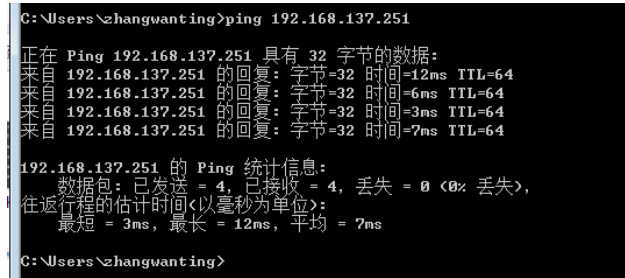 C:\Users\zhangwanting>ping 192.168.137.251
正在 Ping 192.168.137.251 具有 32 字节的数据:
来自 192.168.137.251 的回复: 字节=32 时间=12ms TTL=64
来自 192.168.137.251 的回复: 字节=32 时间=6ms TTL=64
来自 192.168.137.251 的回复: 字节=32 时间=3ms TTL=64
来自 192.168.137.251 的回复: 字节=32 时间=7ms TTL=64
192.168.137.251 的 Ping 统计信息:
数据包: 已发送 = 4, 已接收 = 4, 丢失 = 0 (0% 丢失),
往返行程的估计时间(以毫秒为单位):
最短 = 3ms, 最长 = 12ms, 平均 = 7ms
C:\Users\zhangwanting>